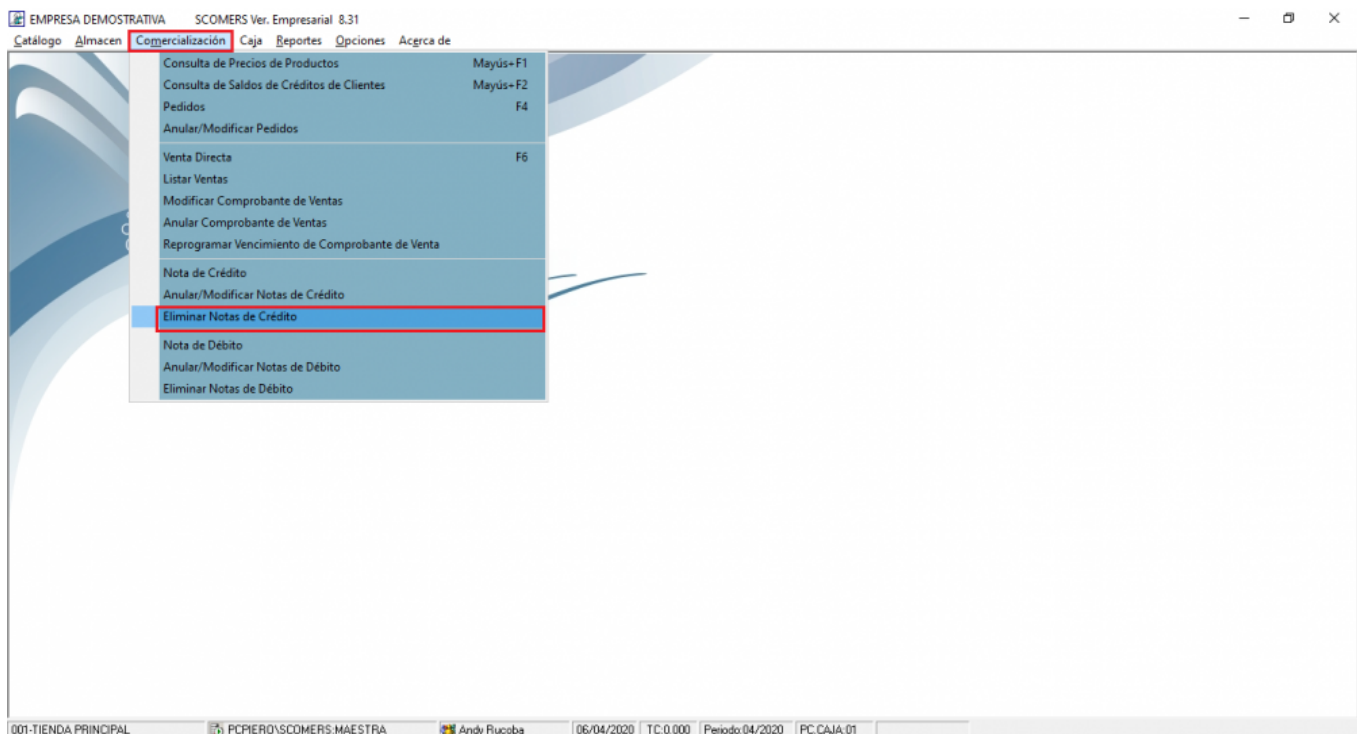 EMPRESA DEMOSTRATIVA SCOMERS Ver. Empresarial 8.31
Catálogo Almacen Comercialización Caja Reportes Opciones Acerca de
Consulta de Precios de Productos Mayús+F1
Consulta de Saldos de Créditos de Clientes Mayús+F2
Pedidos F4
Anular/Modificar Pedidos
Venta Directa F6
Listar Ventas
Modificar Comprobante de Ventas
Anular Comprobante de Ventas
Reprogramar Vencimiento de Comprobante de Venta
Nota de Crédito
Anular/Modificar Notas de Crédito
Eliminar Notas de Crédito
Nota de Débito
Anular/Modificar Notas de Débito
Eliminar Notas de Débito
001-TIENDA PRINCIPAL PCPIERO\SCOMERS:MAESTRA Andy Rucoba 06/04/2020 TC:0.000 Periodo:04/2020 PC.CAJA:01